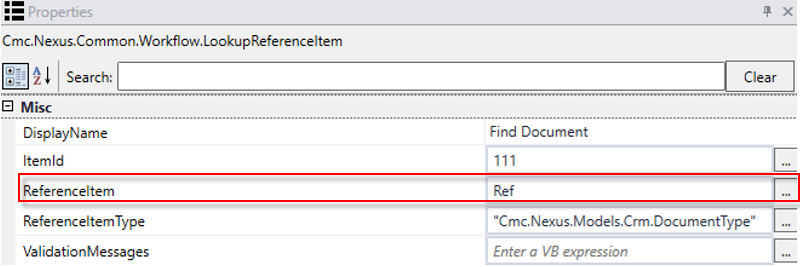 Properties
Cmc.Nexus.Common.Workflow.LookupReferenceItem
Search: Clear
Misc
DisplayName Find Document
ItemId 111 ...
ReferenceItem Ref ...
ReferenceItemType "Cmc.Nexus.Models.Crm.DocumentType" ...
ValidationMessages Enter a VB expression ...